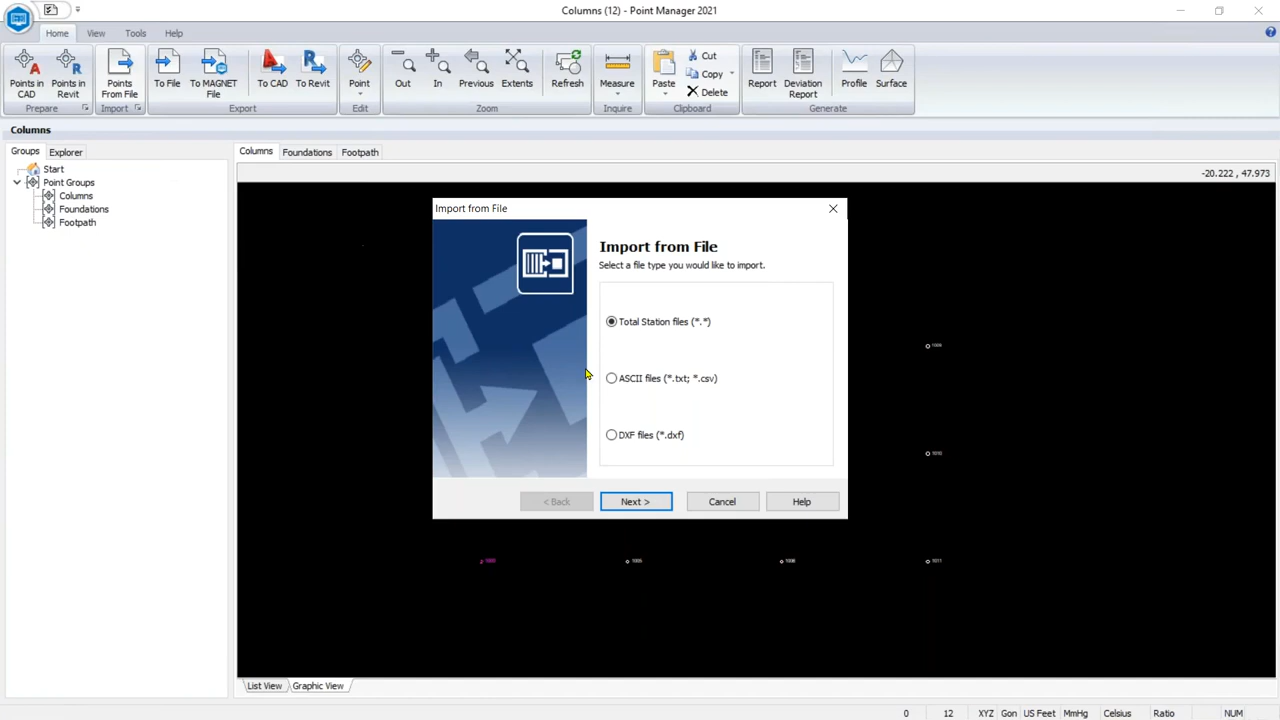 Columns (12) - Point Manager 2021
Home View Tools Help
Points in CAD
Points in Revit
Prepare
Points From File
Import
To File
To MAGNET File
To CAD
To Revit
Export
Point
Edit
Out
In
Previous
Extents
Zoom
Refresh
Measure
Inquire
Paste
Cut
Copy
Delete
Clipboard
Report
Deviation Report
Profile
Surface
Generate
Columns
Groups Explorer
Start
Point Groups
Columns
Foundations
Footpath
Columns Foundations Footpath
-20.222 , 47.973
Import from File
Import from File
Select a file type you would like to import.
Total Station files (*.*)
ASCII files (*.txt; *.csv)
DXF files (*.dxf)
< Back Next > Cancel Help
1010
1005
1011
List View Graphic View
0 12 XYZ Gon US Feet MmHg Celsius Ratio NUM